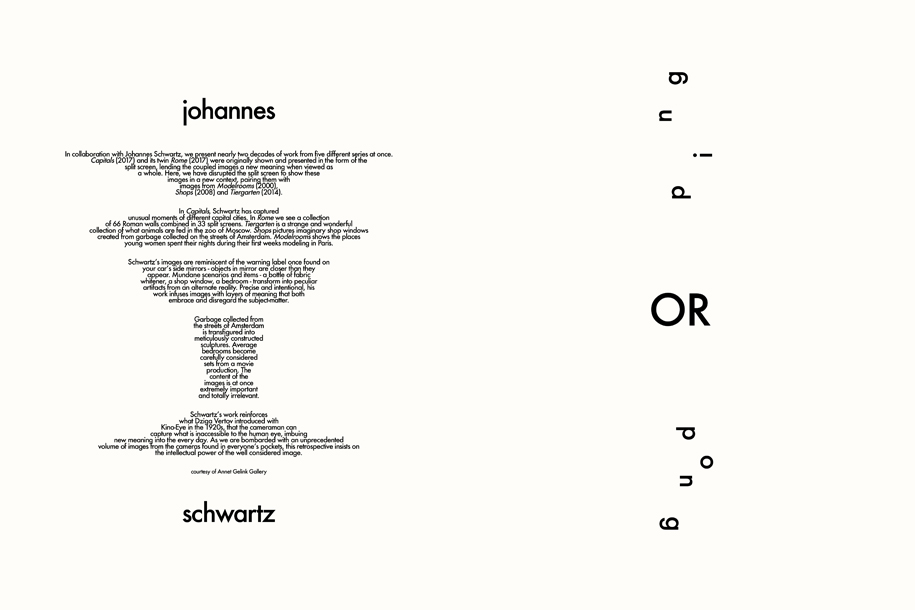 johannes
In collaboration with Johannes Schwartz, we present nearly two decades of work from five different series at once.
Capitals (2017) and its twin Rome (2017) were originally shown and presented in the form of the
split screen, lending the coupled images a new meaning when viewed as
a whole. Here, we have disrupted the split screen to show these
images in a new context, pairing them with
images from Modelrooms (2000),
Shops (2008) and Tiergarten (2014).
In Capitals, Schwartz has captured
unusual moments of different capital cities. In Rome we see a collection
of 66 Roman walls combined in 33 split screens. Tiergarten is a strange and wonderful
collection of what animals are fed in the zoo of Moscow. Shops pictures imaginary shop windows
created from garbage collected on the streets of Amsterdam. Modelrooms shows the places
young women spent their nights during their first weeks modeling in Paris.
Schwartz's images are reminiscent of the warning label once found on
your car's side mirrors - objects in mirror are closer than they
appear. Mundane scenarios and items - a bottle of fabric
whitener, a shop window, a bedroom - transform into peculiar
artifacts from an alternate reality. Precise and intentional, his
work infuses images with layers of meaning that both
embrace and disregard the subject-matter.
Garbage collected from
the streets of Amsterdam
is transfigured into
meticulously constructed
sculptures. Average
bedrooms become
carefully considered
sets from a movie
production. The
content of the
images is at once
extremely important
and totally irrelevant.
Schwartz's work reinforces
what Dziga Vertov introduced with
Kino-Eye in the 1920s, that the cameraman can
capture what is inaccessible to the human eye, imbuing
new meaning into the every day. As we are bombarded with an unprecedented
volume of images from the cameras found in everyone's pockets, this retrospective insists on
the intellectual power of the well considered image.
courtesy of Annet Gelink Gallery
schwartz
ping
OR
pong